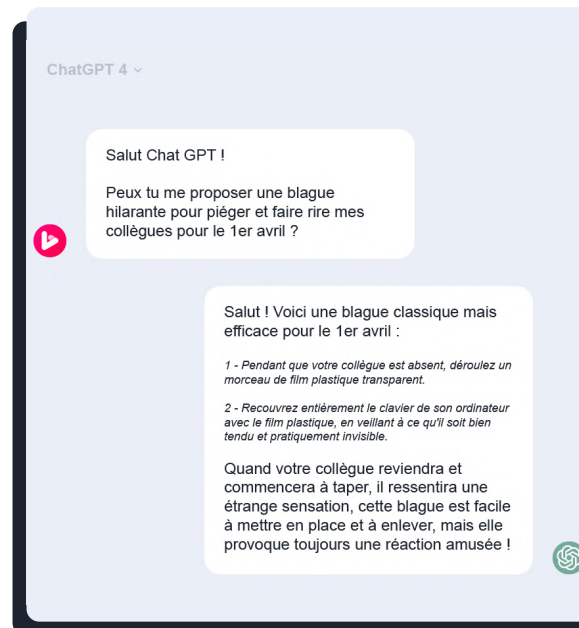 ChatGPT 4
Salut Chat GPT !
Peux tu me proposer une blague
hilarante pour piéger et faire rire mes
collègues pour le 1er avril ?
Salut ! Voici une blague classique mais
efficace pour le 1er avril :
1 - Pendant que votre collègue est absent, déroulez un
morceau de film plastique transparent.
2 - Recouvrez entièrement le clavier de son ordinateur
avec le film plastique, en veillant à ce qu'il soit bien
tendu et pratiquement invisible.
Quand votre collègue reviendra et
commencera à taper, il ressentira une
étrange sensation, cette blague est facile
à mettre en place et à enlever, mais elle
provoque toujours une réaction amusée !